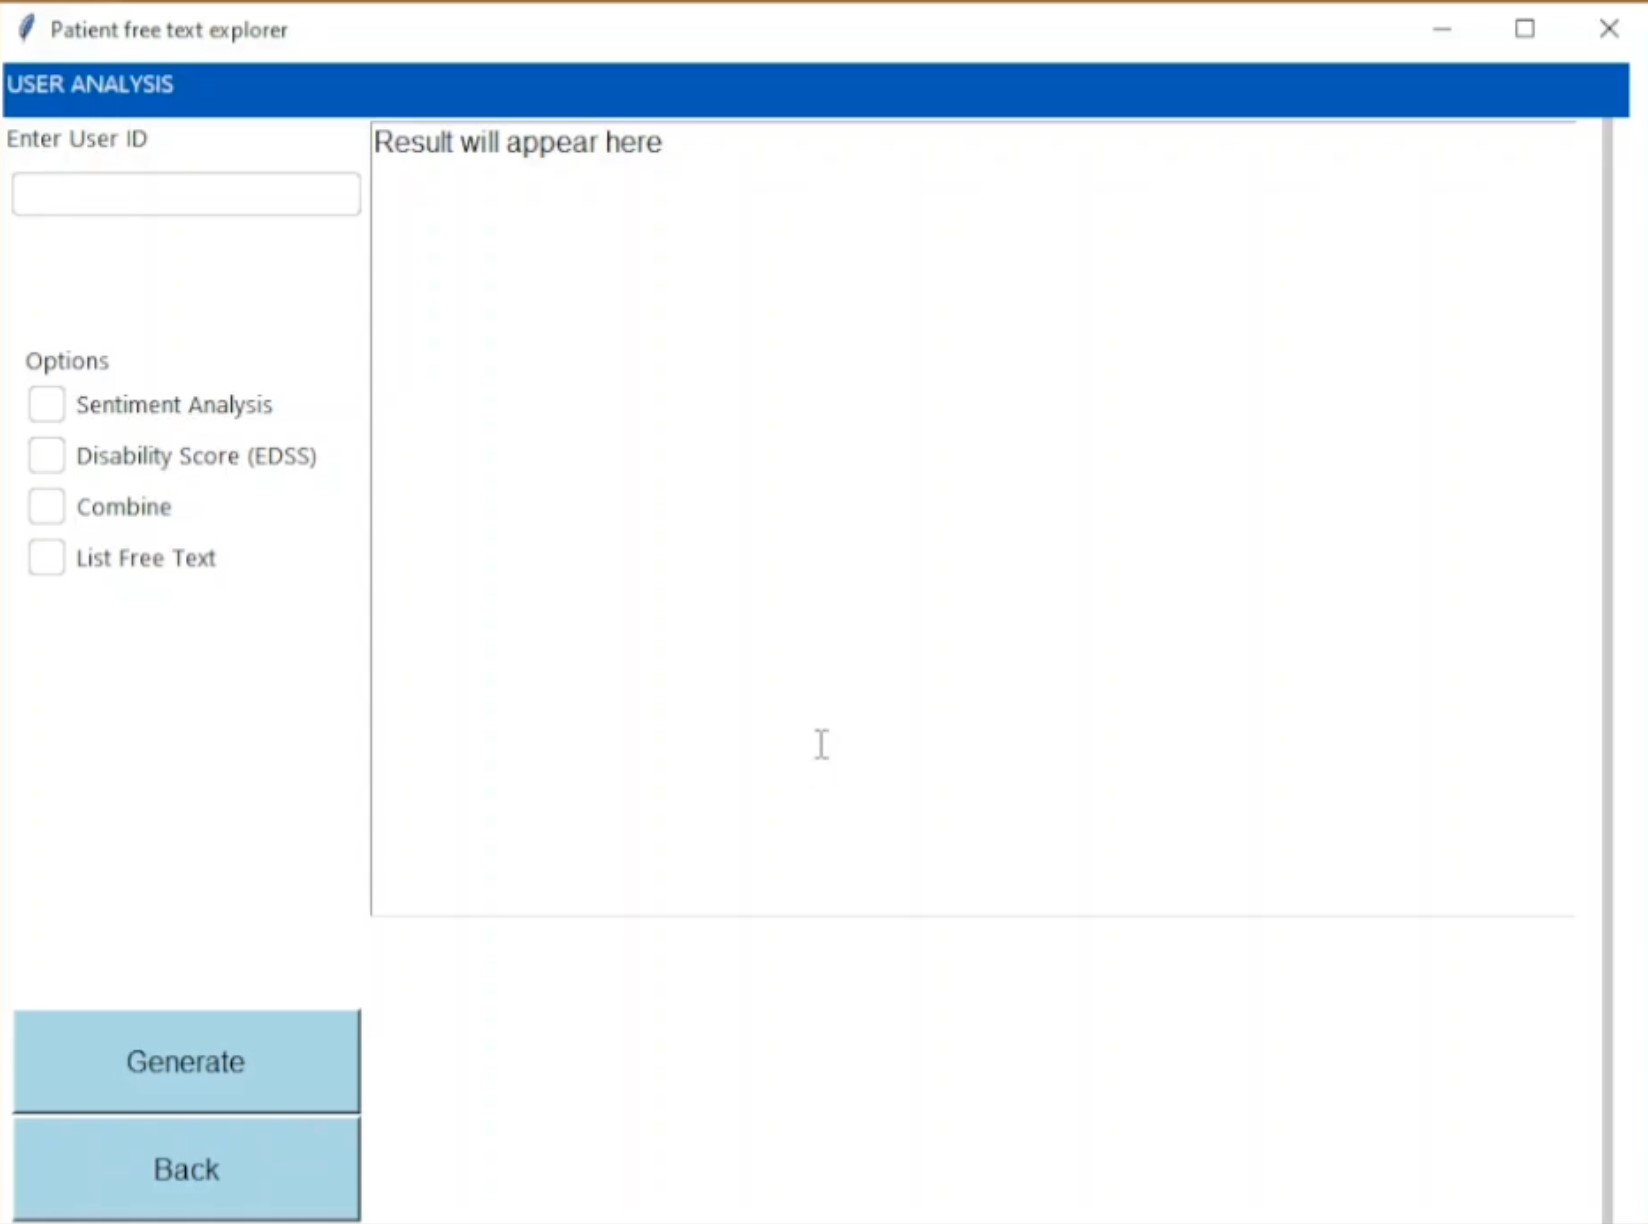 Patient free text explorer
USER ANALYSIS
Enter User ID
Result will appear here
Options
Sentiment Analysis
Disability Score (EDSS)
Combine
List Free Text
Generate
Back